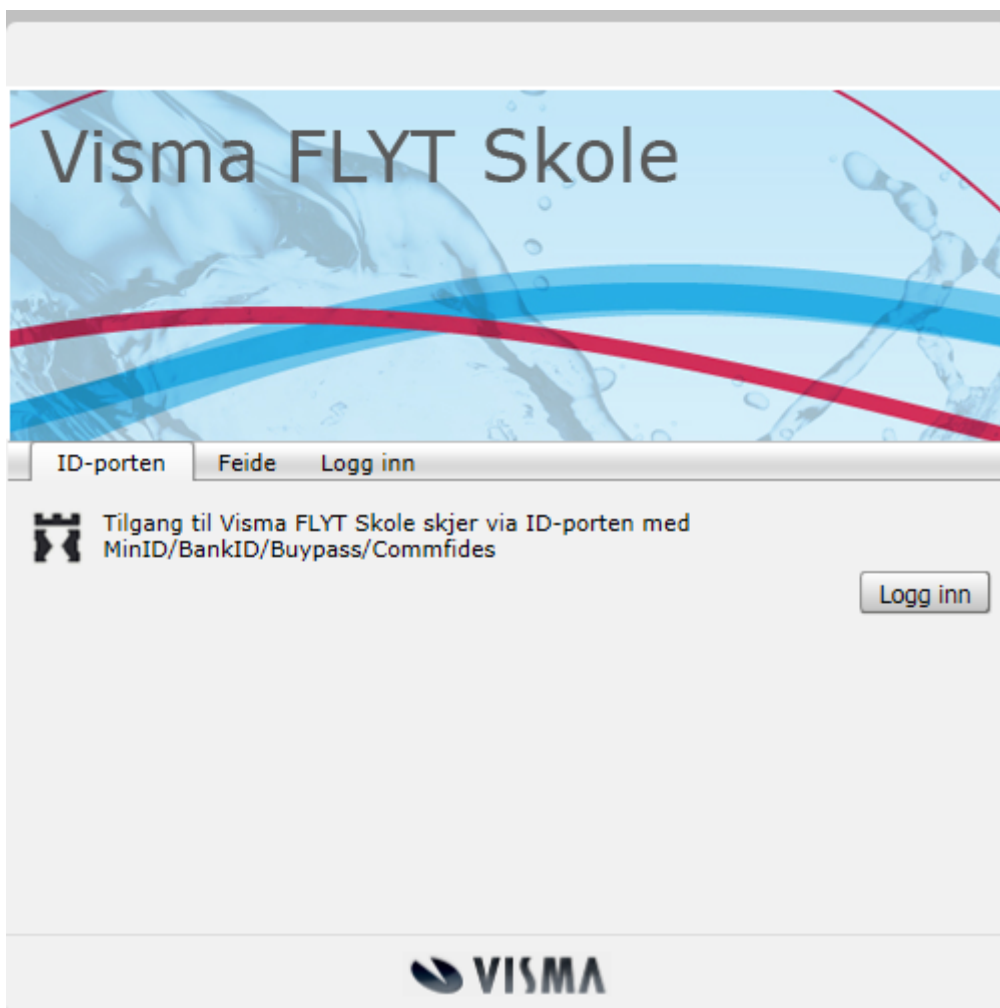 Visma FLYT Skole
ID-porten Feide Logg inn
Tilgang til Visma FLYT Skole skjer via ID-porten med
MinID/BankID/Buypass/Commfides
Logg inn
VISMA